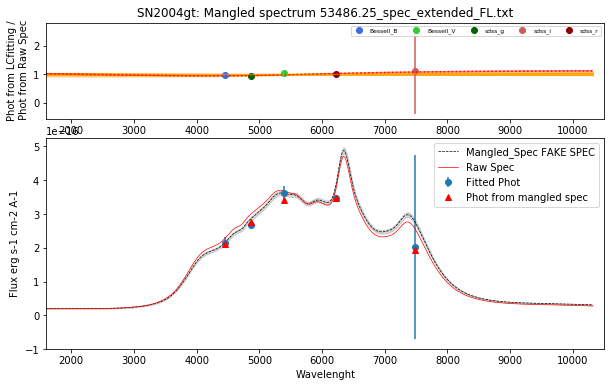 SN2004gt: Mangled spectrum 53486.25_spec_extended_FL.txt
Phot from LCfitting /
Phot from Raw Spec
2
1
0
Bessell_B
Bessell_V
sdss_g
sdss_i
sdss_r
2000 3000 4000 5000 6000 7000 8000 9000 10000
1e−16
Flux erg s-1 cm-2 A-1
5
4
3
2
1
0
−1
Mangled_Spec FAKE SPEC
Raw Spec
Fitted Phot
Phot from mangled spec
2000 3000 4000 5000 6000 7000 8000 9000 10000
Wavelenght